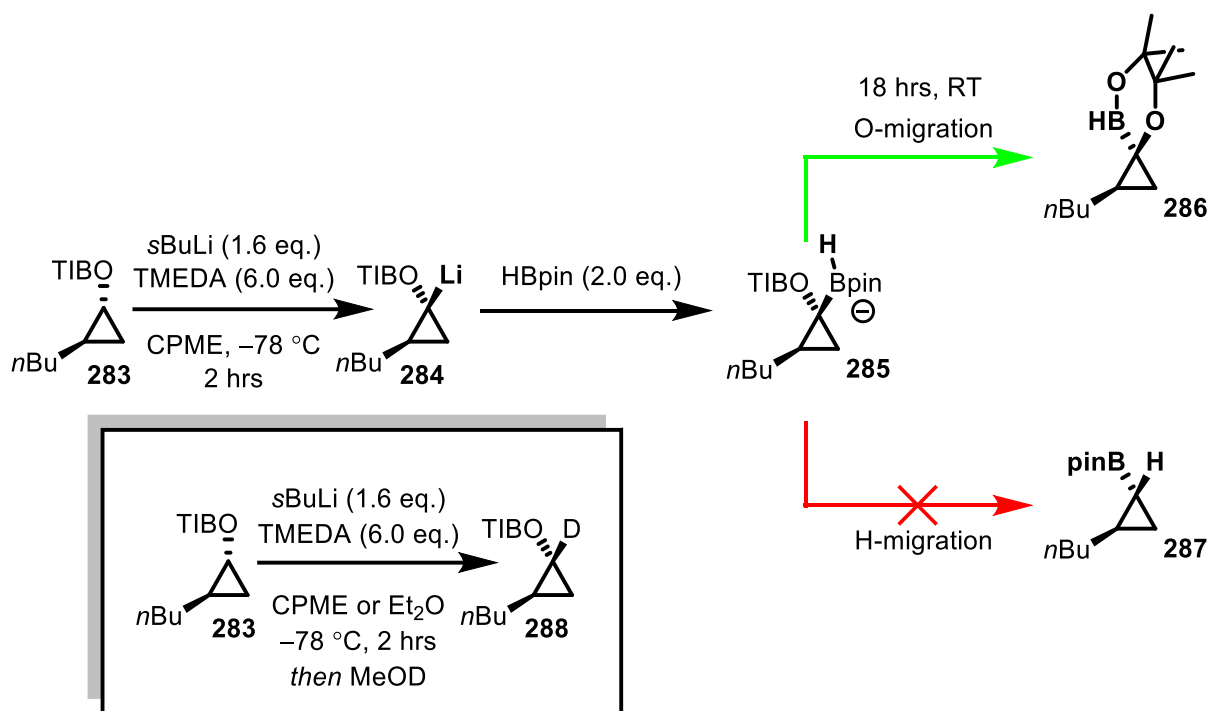 18 hrs, RT
O-migration
O
HB
O
nBu
286
sBuLi (1.6 eq.)
TMEDA (6.0 eq.)
CPME, –78 °C
2 hrs
TIBO
nBu
283
TIBO
Li
nBu
284
HBpin (2.0 eq.)
H
TIBO
Bpin
⊖
nBu
285
pinB
H
nBu
287
H-migration
sBuLi (1.6 eq.)
TMEDA (6.0 eq.)
CPME or Et₂O
–78 °C, 2 hrs
then MeOD
TIBO
nBu
283
TIBO
D
nBu
288